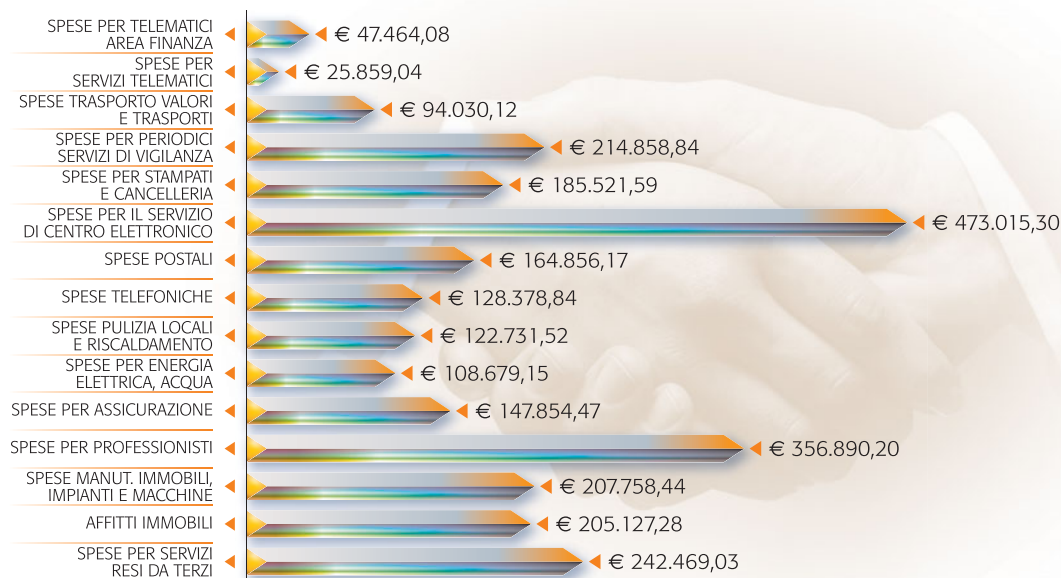 SPESE PER TELEMATICI
AREA FINANZA
€ 47.464,08
SPESE PER
SERVIZI TELEMATICI
€ 25.859,04
SPESE TRASPORTO VALORI
E TRASPORTI
€ 94.030,12
SPESE PER PERIODICI
SERVIZI DI VIGILANZA
€ 214.858,84
SPESE PER STAMPATI
E CANCELLERIA
€ 185.521,59
SPESE PER IL SERVIZIO
DI CENTRO ELETTRONICO
€ 473.015,30
SPESE POSTALI
€ 164.856,17
SPESE TELEFONICHE
€ 128.378,84
SPESE PULIZIA LOCALI
E RISCALDAMENTO
€ 122.731,52
SPESE PER ENERGIA
ELETTRICA, ACQUA
€ 108.679,15
SPESE PER ASSICURAZIONE
€ 147.854,47
SPESE PER PROFESSIONISTI
€ 356.890,20
SPESE MANUT. IMMOBILI,
IMPIANTI E MACCHINE
€ 207.758,44
AFFITTI IMMOBILI
€ 205.127,28
SPESE PER SERVIZI
RESI DA TERZI
€ 242.469,03